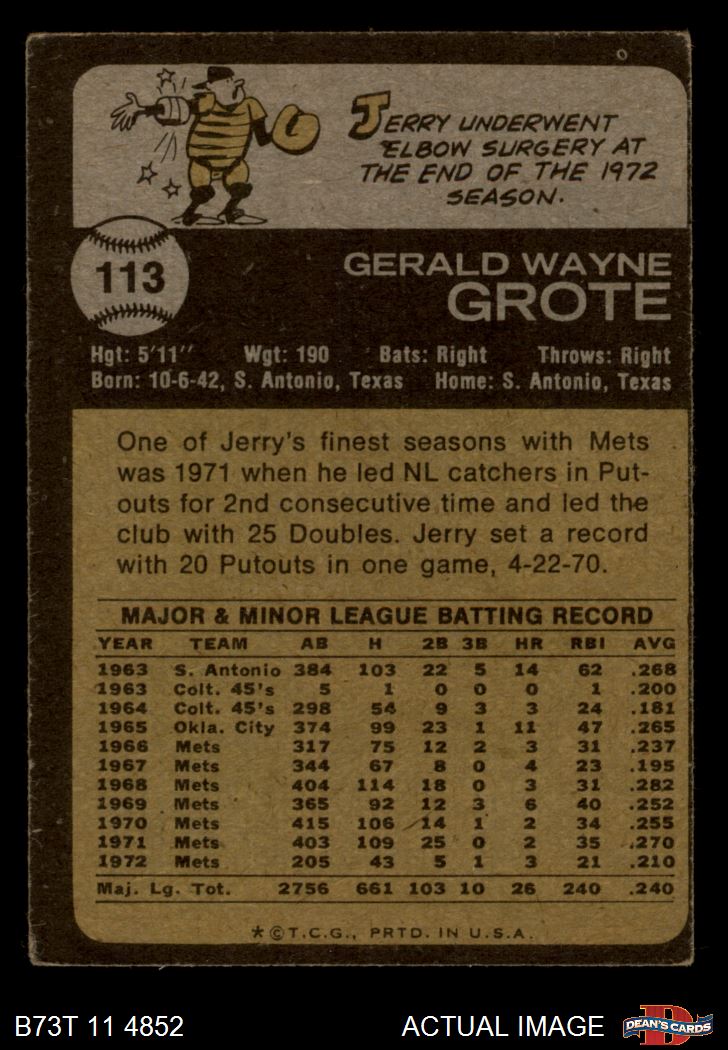 JERRY UNDERWENT
ELBOW SURGERY AT
THE END OF THE 1972
SEASON.
113
GERALD WAYNE
GROTE
Hgt: 5'11" Wgt: 190 Bats: Right Throws: Right
Born: 10-6-42, S. Antonio, Texas Home: S. Antonio, Texas
One of Jerry's finest seasons with Mets
was 1971 when he led NL catchers in Put-
outs for 2nd consecutive time and led the
club with 25 Doubles. Jerry set a record
with 20 Putouts in one game, 4-22-70.
MAJOR & MINOR LEAGUE BATTING RECORD
YEAR TEAM AB H 2B 3B HR RBI AVG
1963 S. Antonio 384 103 22 5 14 62 .268
1963 Colt. 45's 5 1 0 0 0 1 .200
1964 Colt. 45's 298 54 9 3 3 24 .181
1965 Okla. City 374 99 23 1 11 47 .265
1966 Mets 317 75 12 2 3 31 .237
1967 Mets 344 67 8 0 4 23 .195
1968 Mets 404 114 18 0 3 31 .282
1969 Mets 365 92 12 3 6 40 .252
1970 Mets 415 106 14 1 2 34 .255
1971 Mets 403 109 25 0 2 35 .270
1972 Mets 205 43 5 1 3 21 .210
Maj. Lg. Tot. 2756 661 103 10 26 240 .240
*©T.C.G., PRTD. IN U.S.A.
B73T 11 4852 ACTUAL IMAGE D DEAN'S CARDS